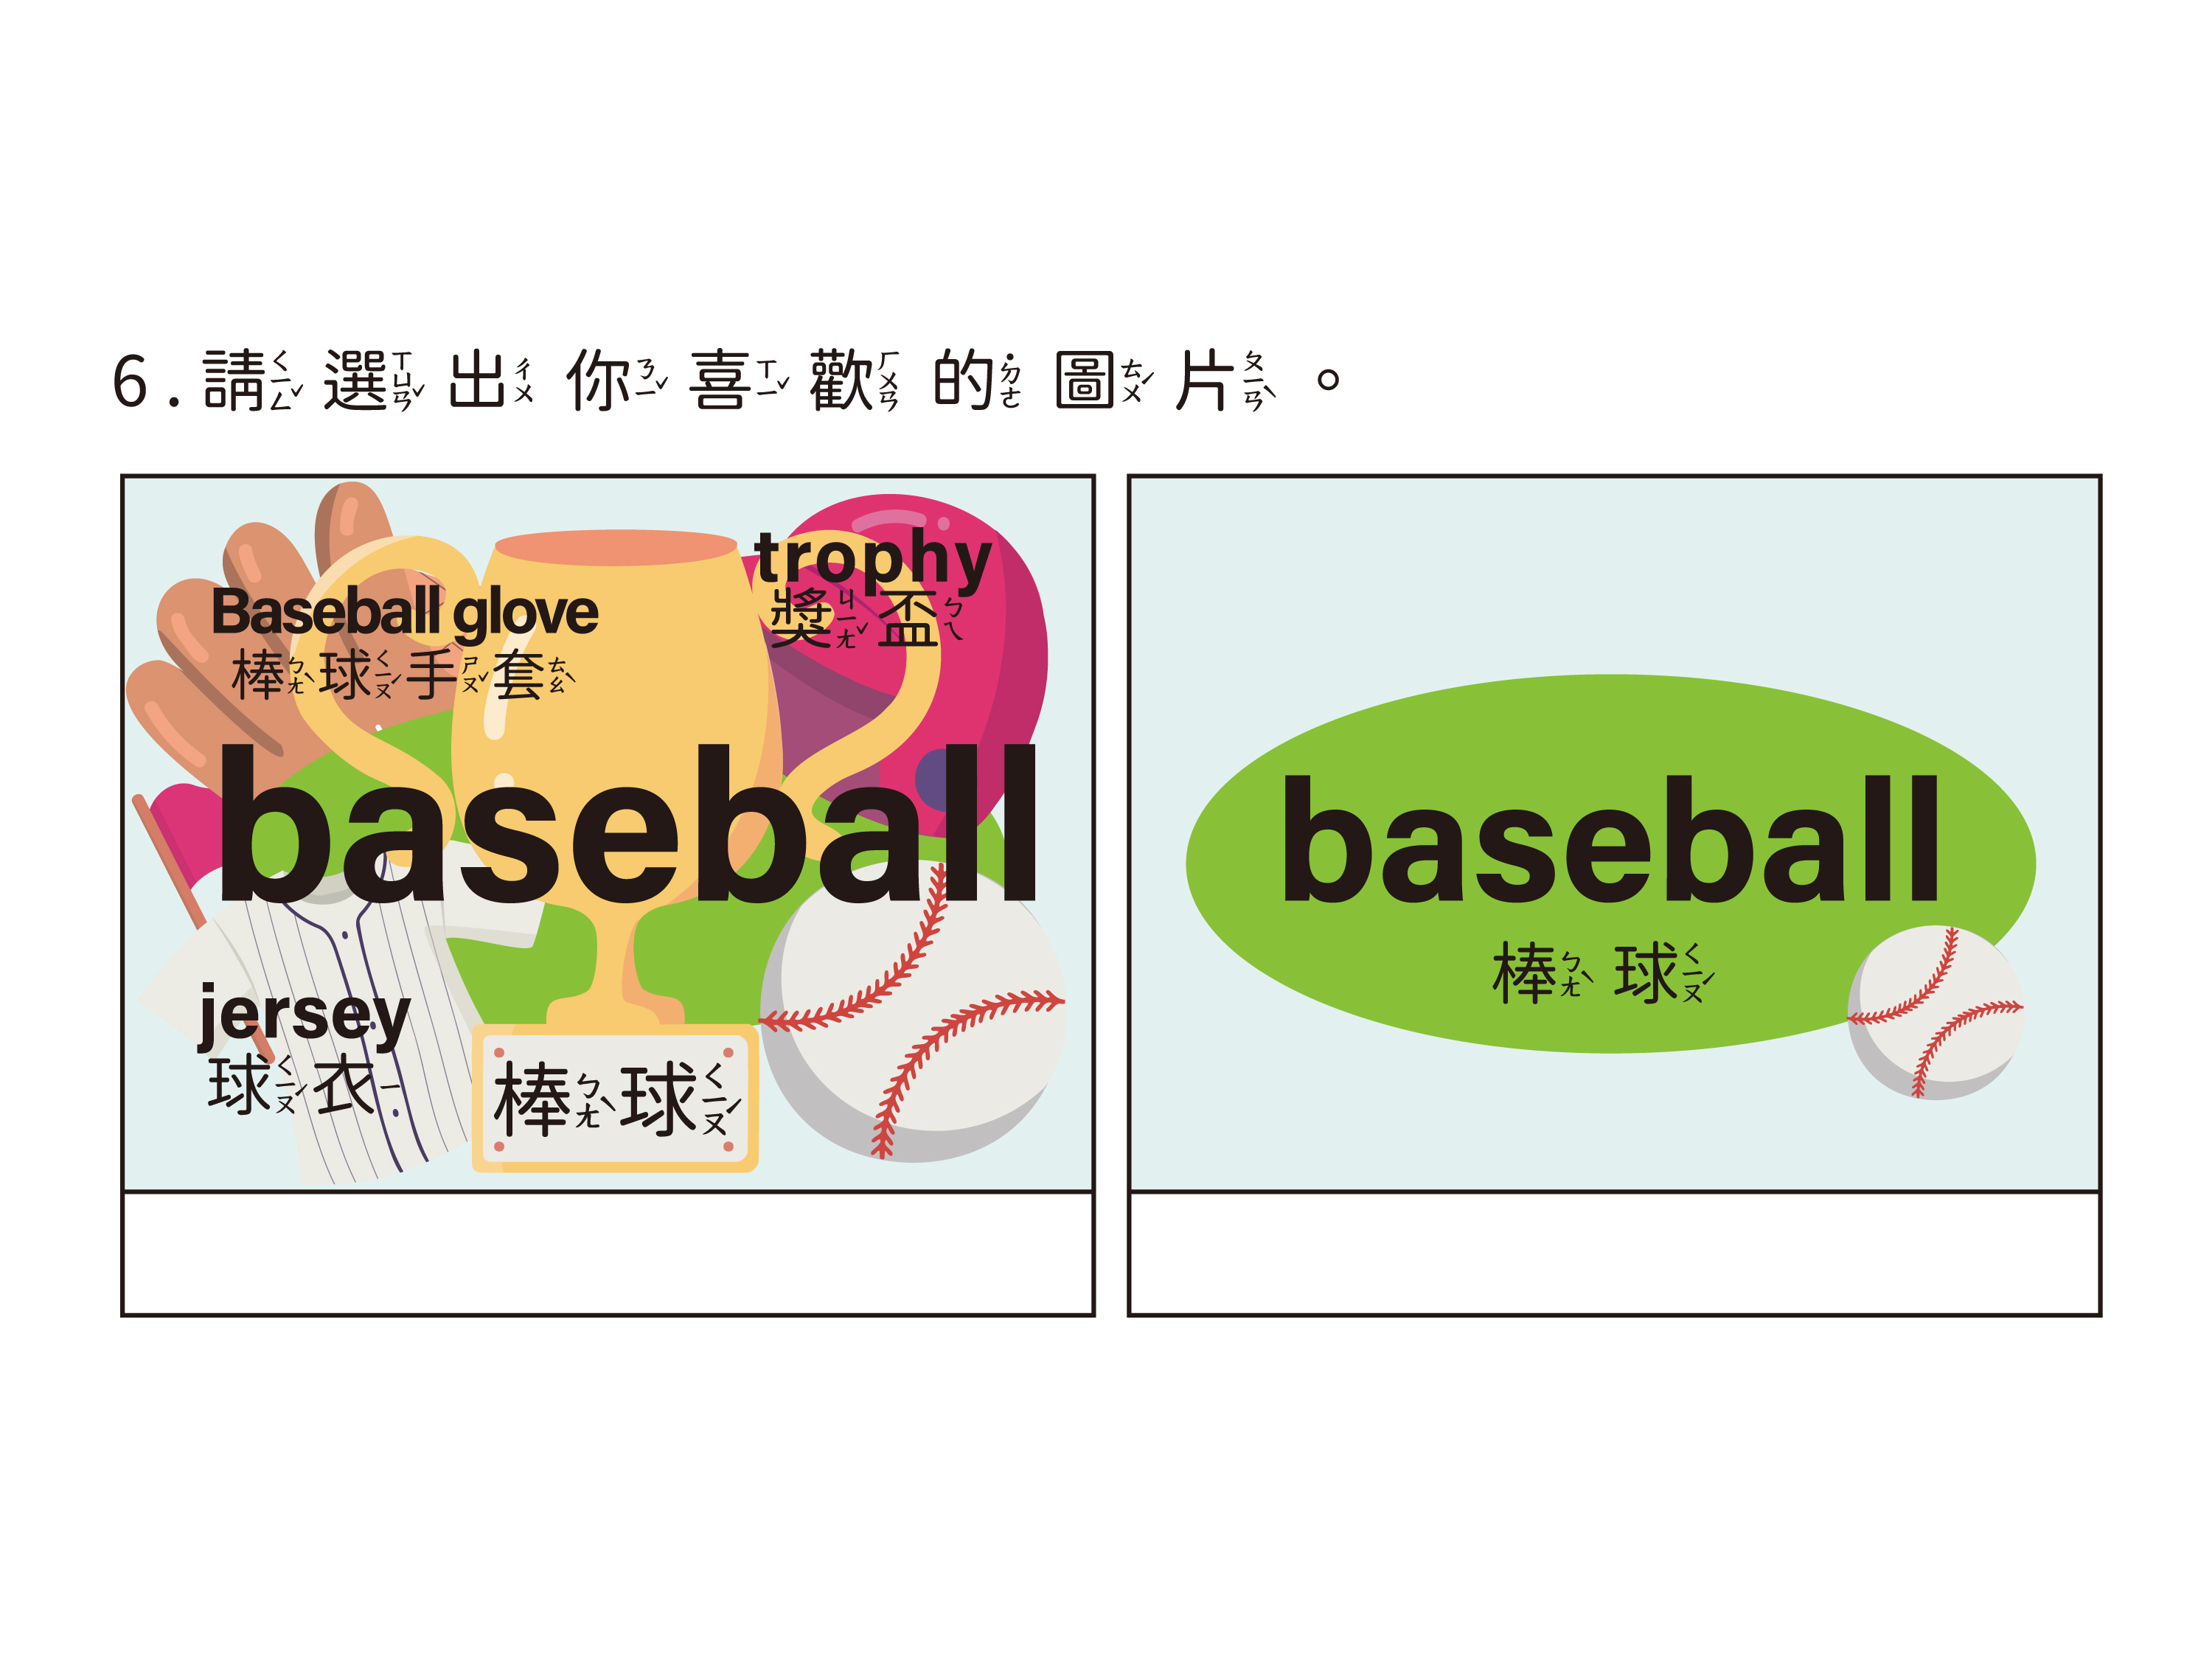 6.請選出你喜歡的圖片。
trophy
獎盃
Baseball glove
棒球手套
baseball
jersey
球衣
棒球
baseball
棒球